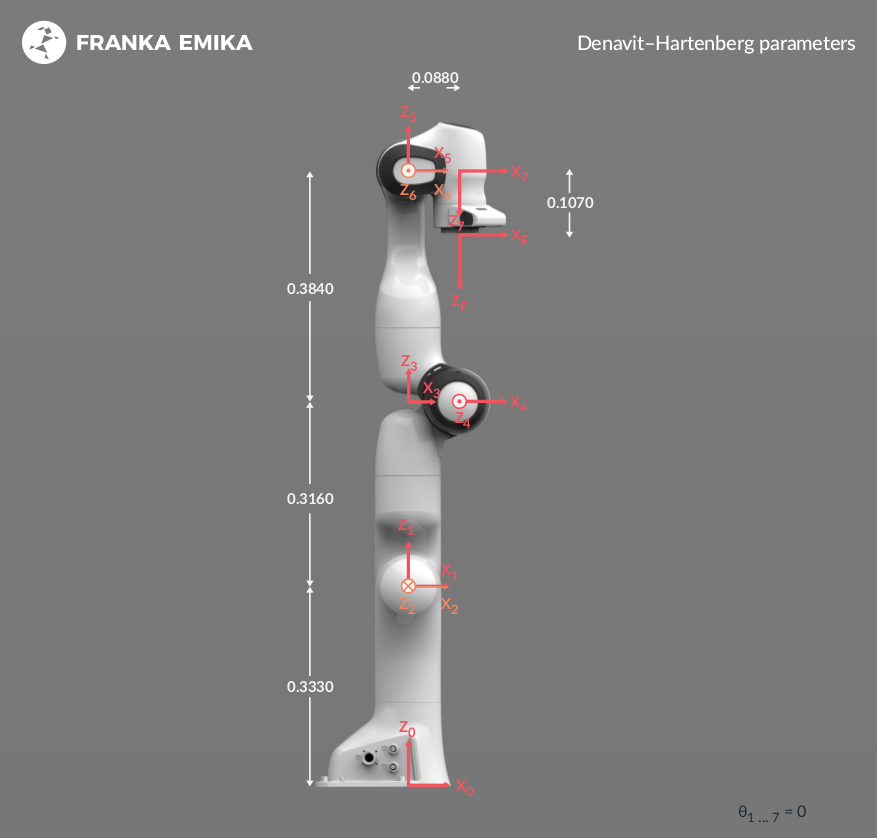 FRANKA EMIKA
Denavit–Hartenberg parameters
0.0880
Z5
X5
X7
Z6
X6
0.1070
Z7
XF
0.3840
ZF
Z3
X3
X4
Z4
0.3160
Z1
X1
Z2
X2
0.3330
Z0
X0
θ1 ... 7 = 0